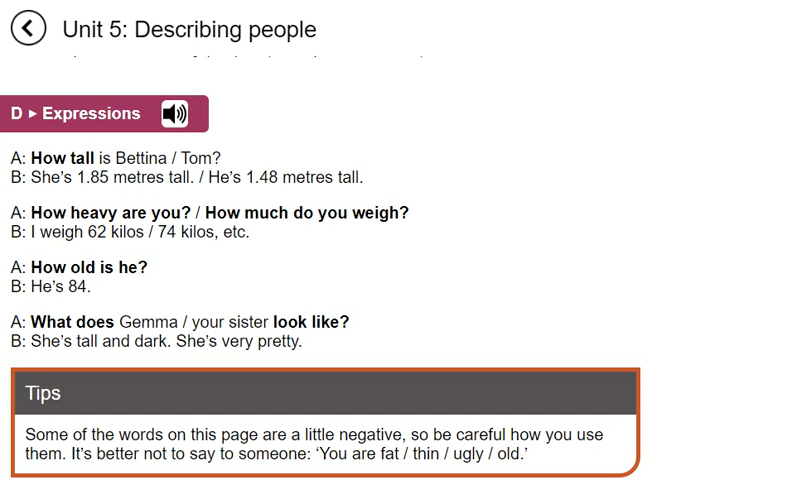 Unit 5: Describing people
D ▸ Expressions
A: How tall is Bettina / Tom?
B: She’s 1.85 metres tall. / He’s 1.48 metres tall.
A: How heavy are you? / How much do you weigh?
B: I weigh 62 kilos / 74 kilos, etc.
A: How old is he?
B: He’s 84.
A: What does Gemma / your sister look like?
B: She’s tall and dark. She’s very pretty.
Tips
Some of the words on this page are a little negative, so be careful how you use
them. It’s better not to say to someone: ‘You are fat / thin / ugly / old.’